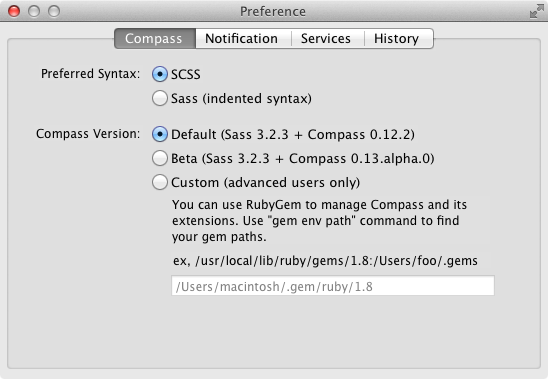 Preference
Compass Notification Services History
Preferred Syntax: SCSS
Sass (indented syntax)
Compass Version: Default (Sass 3.2.3 + Compass 0.12.2)
Beta (Sass 3.2.3 + Compass 0.13.alpha.0)
Custom (advanced users only)
You can use RubyGem to manage Compass and its
extensions. Use "gem env path" command to find
your gem paths.
ex, /usr/local/lib/ruby/gems/1.8:/Users/foo/.gems
/Users/macintosh/.gem/ruby/1.8